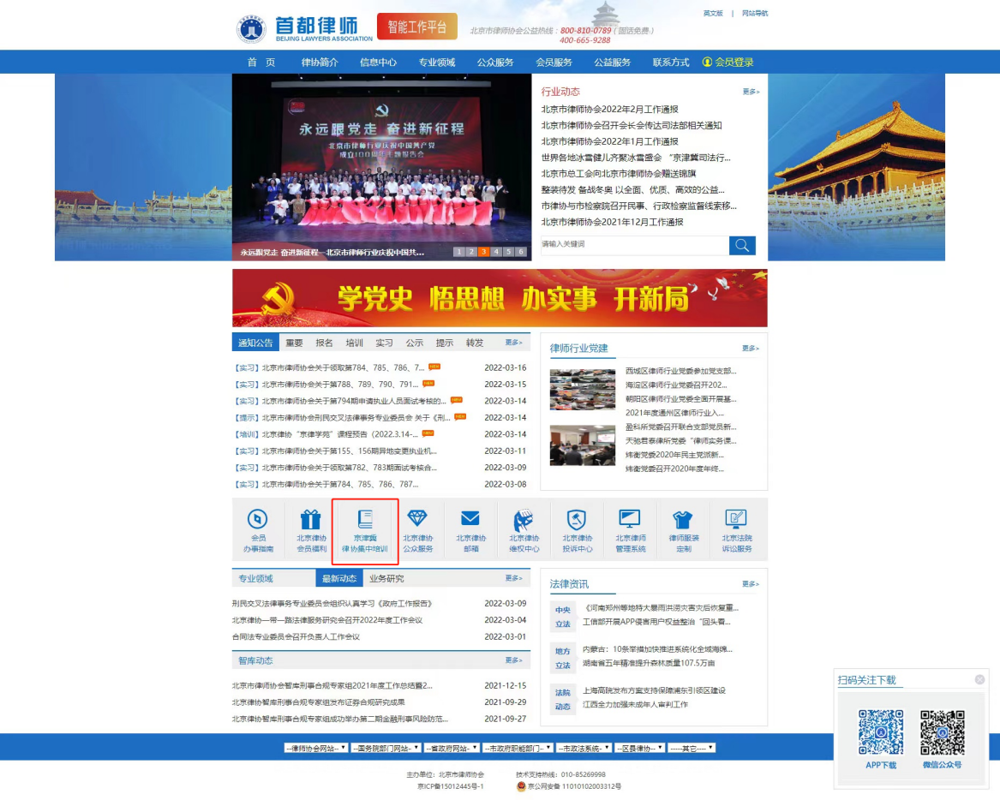 英文版 | 网站导航
首都律师
BEIJING LAWYERS ASSOCIATION
智能工作平台
北京市律师协会公益热线：800-810-0789（固话免费）
400-665-9288
首 页 律协简介 信息中心 专业领域 公众服务 会员服务 公益服务 联系方式 会员登录
永远跟党走 奋进新征程
北京市律师行业庆祝中国共产党
成立100周年主题报告会
永远跟党走 奋进新征程—北京市律师行业庆祝中国共...
1 2 3 4 5 6
行业动态 更多>
北京市律师协会2022年2月工作通报
北京市律师协会召开会长会传达司法部相关通知
北京市律师协会2022年1月工作通报
世界各地冰雪健儿齐聚冰雪盛会 “京津冀司法行...
北京市总工会向北京市律师协会赠送锦旗
整装待发 备战冬奥 以全面、优质、高效的公益...
市律协与市检察院召开民事、行政检察监督线索移...
北京市律师协会2021年12月工作通报
请输入关键词
学党史 悟思想 办实事 开新局
通知公告 重要 报名 培训 实习 公示 提示 转发 更多>
【实习】北京市律师协会关于领取第784、785、786、7... NEW 2022-03-16
【实习】北京市律师协会关于第788、789、790、791... NEW 2022-03-15
【实习】北京市律师协会关于第794期申请执业人员面试考核的... NEW 2022-03-14
【提示】北京市律师协会刑民交叉法律事务专业委员会 关于《刑... NEW 2022-03-14
【培训】北京律协“京律学苑”课程预告（2022.3.14-... NEW 2022-03-14
【实习】北京市律师协会关于第155、156期异地变更执业机... 2022-03-11
【实习】北京市律师协会关于领取第782、783期面试考核合... 2022-03-09
【实习】北京市律师协会关于第784、785、786、787... 2022-03-08
律师行业党建 更多>
西城区律师行业党委参加党支部...
海淀区律师行业党委召开202...
朝阳区律师行业党委全面开展基...
2021年度通州区律师行业入...
盈科所党委召开联合支部党员新...
天驰君泰律所党委“律师实务课...
炜衡党委2020年民主党派新...
炜衡党委召开2020年度年终...
会员
办事指南
北京律协
会员福利
京津冀
律协集中培训
北京律协
公众服务
北京律协
邮箱
北京律协
维权中心
北京律协
投诉中心
北京律师
管理系统
律师服装
定制
北京法院
诉讼服务
专业领域 最新动态 业务研究 更多>
刑民交叉法律事务专业委员会组织认真学习《政府工作报告》 2022-03-09
北京律协一带一路法律服务研究会召开2022年度工作会议 2022-03-04
合同法专业委员会召开负责人工作会议 2022-03-01
智库动态 更多>
北京市律师协会智库刑事合规专家组2021年度工作总结暨2... 2021-12-15
北京律协智库刑事合规专家组发布证券合规研究成果 2021-09-29
北京律协智库刑事合规专家组成功举办第二期金融刑事风险防范... 2021-09-27
法律资讯 更多>
中央
立法
《河南郑州等地特大暴雨洪涝灾害灾后恢复重...
工信部开展APP侵害用户权益整治“回头看...
地方
立法
内蒙古：10条举措加快推进系统化全域海绵...
湖南省五年精准提升森林质量107.5万亩
法院
动态
上海高院发布方案支持保障浦东引领区建设
江西全力加强未成年人审判工作
扫码关注下载
APP下载 微信公众号
--律师协会网站-- --国务院部门网站- --省政府网站- --市政府职能部门-- --市政法系统- --区县律协-- -----其它----
主办单位：北京市律师协会 技术支持热线：010-85269998
京ICP备15012445号-1 京公网安备 11010102003312号